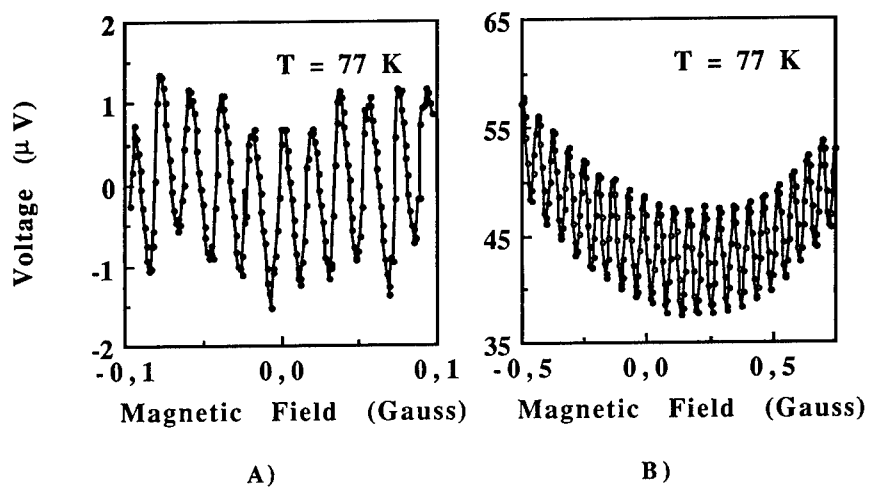 2
1
0
-1
-2
Voltage (μ V)
T = 77 K
-0,1 0,0 0,1
Magnetic Field (Gauss)
A)
65
55
45
35
T = 77 K
-0,5 0,0 0,5
Magnetic Field (Gauss)
B)